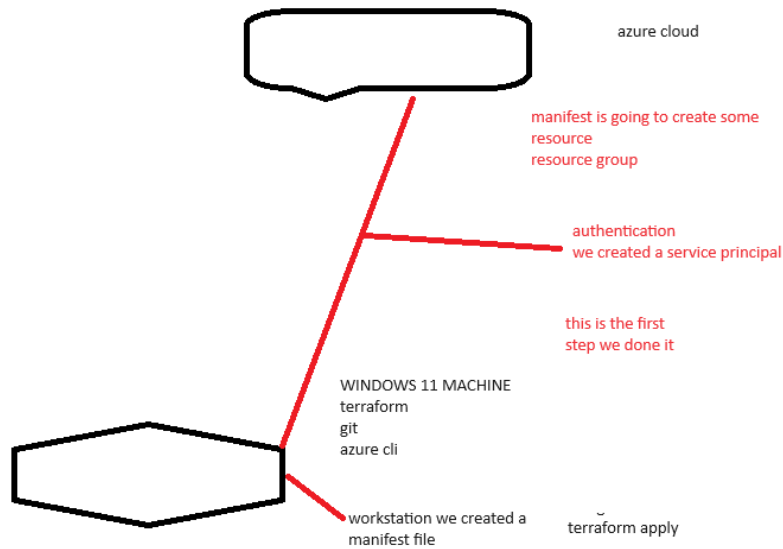 azure cloud
manifest is going to create some
resource
resource group
authentication
we created a service principal
this is the first
step we done it
WINDOWS 11 MACHINE
terraform
git
azure cli
workstation we created a
manifest file
terraform apply